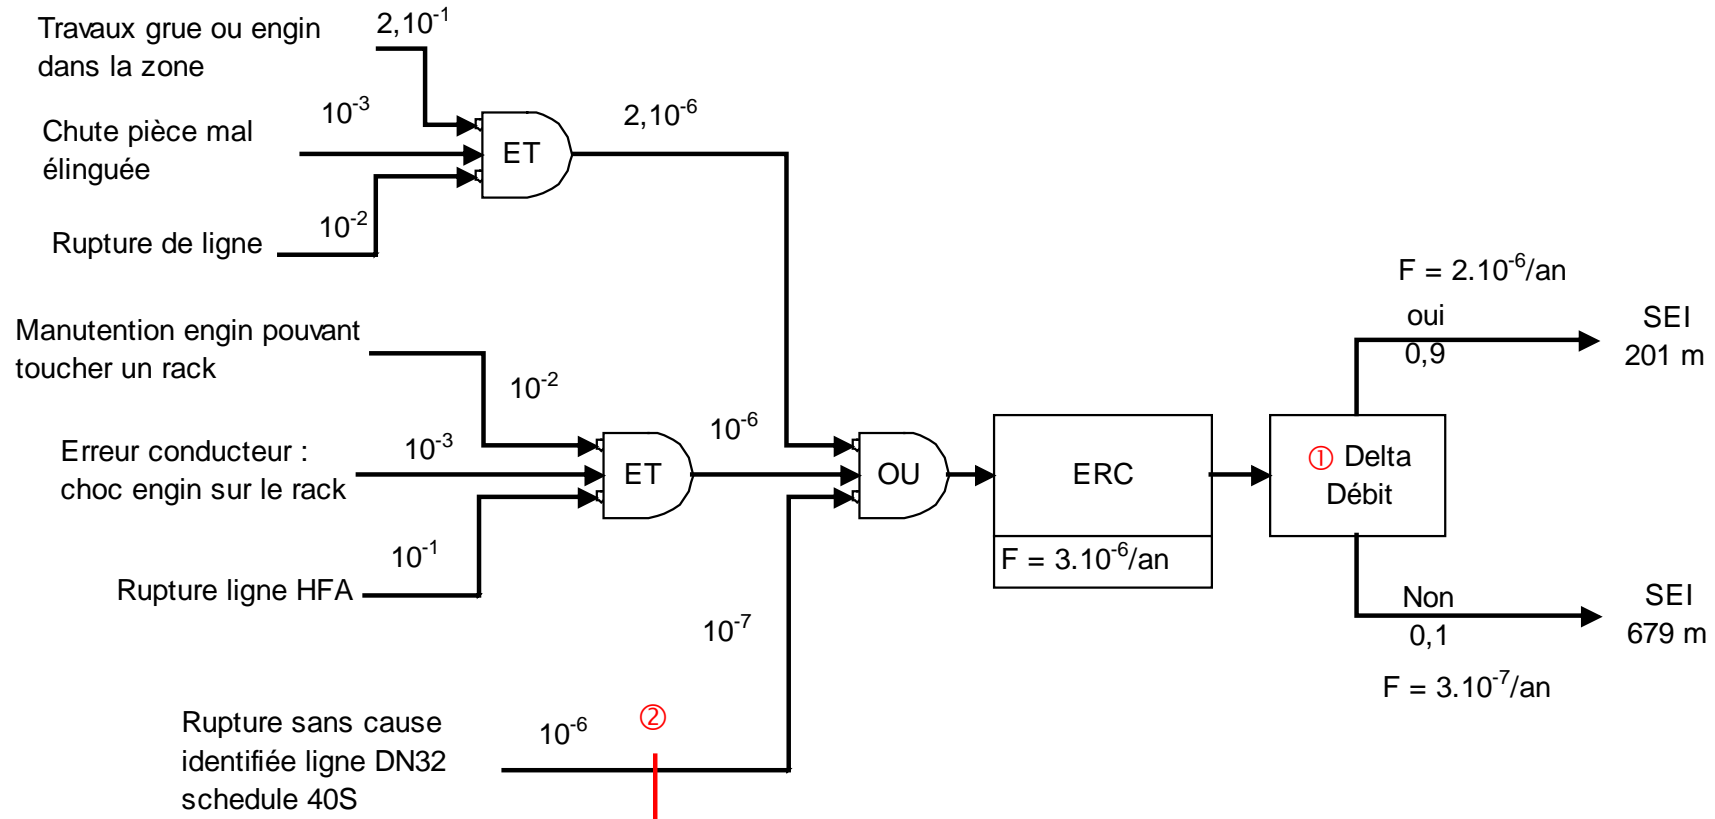 Travaux grue ou engin
dans la zone
2,10⁻¹
Chute pièce mal
élinguée
10⁻³
Rupture de ligne
10⁻²
ET
2,10⁻⁶
Manutention engin pouvant
toucher un rack
10⁻²
Erreur conducteur :
choc engin sur le rack
10⁻³
Rupture ligne HFA
10⁻¹
ET
10⁻⁶
Rupture sans cause
identifiée ligne DN32
schedule 40S
10⁻⁶
②
10⁻⁷
OU
ERC
F = 3.10⁻⁶/an
① Delta
Débit
F = 2.10⁻⁶/an
oui
0,9
SEI
201 m
Non
0,1
F = 3.10⁻⁷/an
SEI
679 m